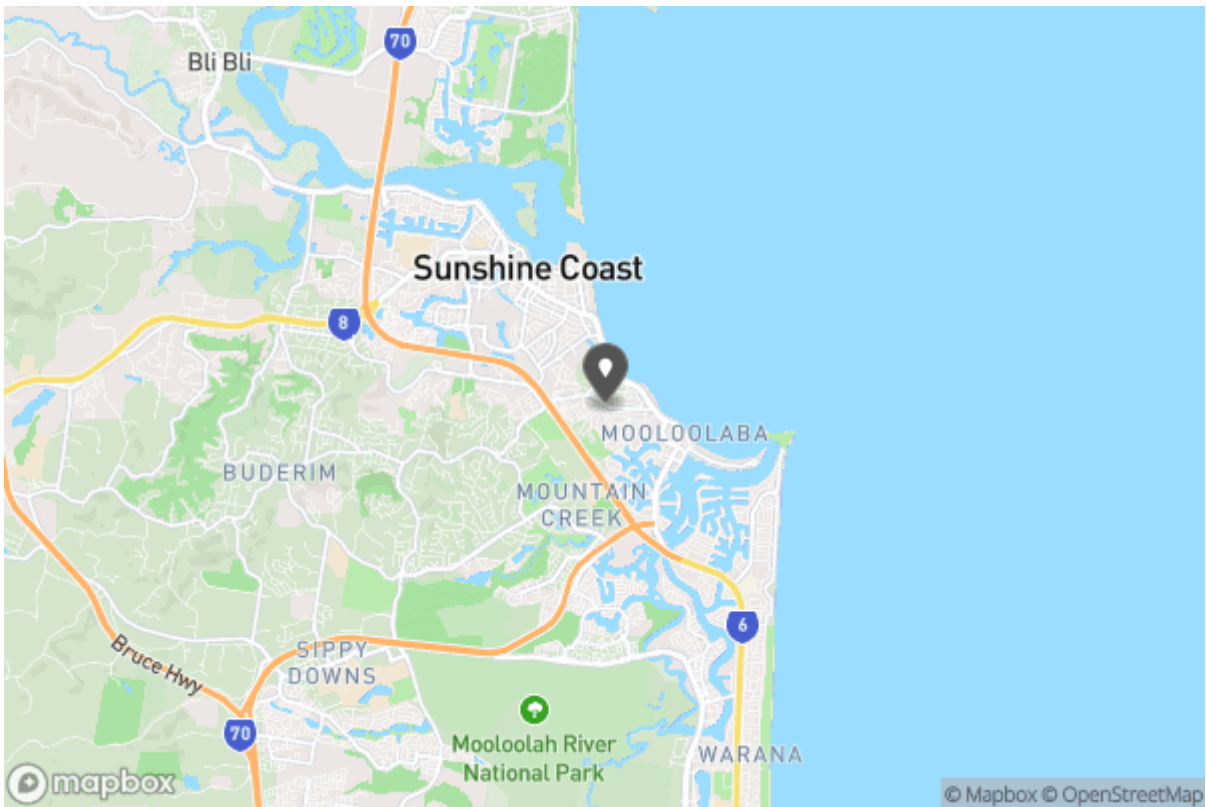 70
Bli Bli
Sunshine Coast
8
MOOLOOLABA
BUDERIM
MOUNTAIN
CREEK
6
Bruce Hwy
SIPPY
DOWNS
70
Mooloolah River
National Park
WARANA
mapbox
© Mapbox © OpenStreetMap